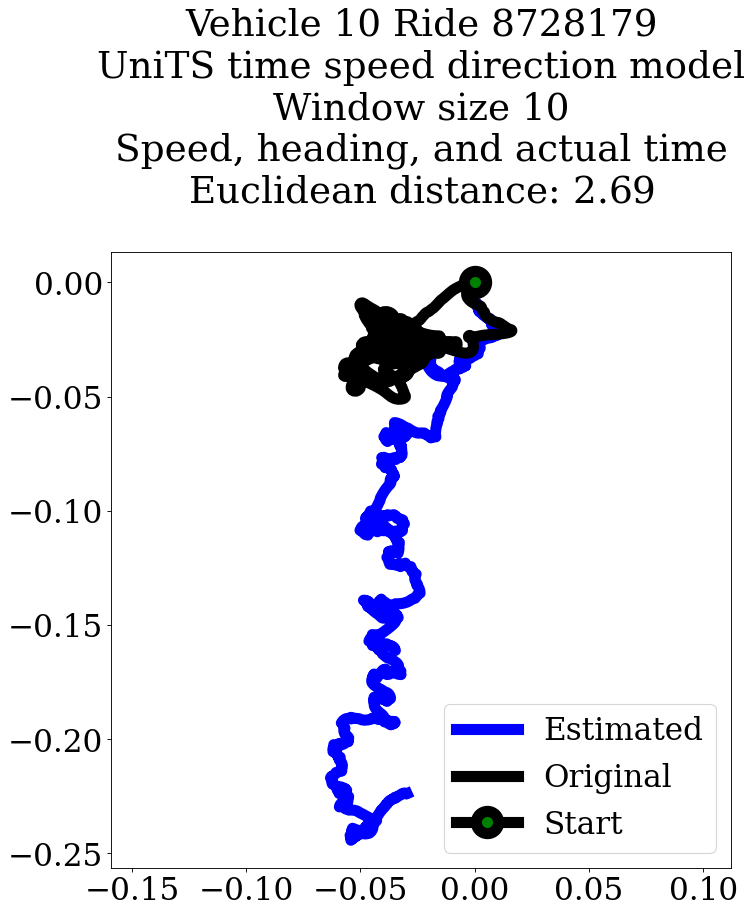 Vehicle 10 Ride 8728179
UniTS time speed direction model
Window size 10
Speed, heading, and actual time
Euclidean distance: 2.69
0.00
−0.05
−0.10
−0.15
−0.20
−0.25
Estimated
Original
Start
−0.15 −0.10 −0.05 0.00 0.05 0.10